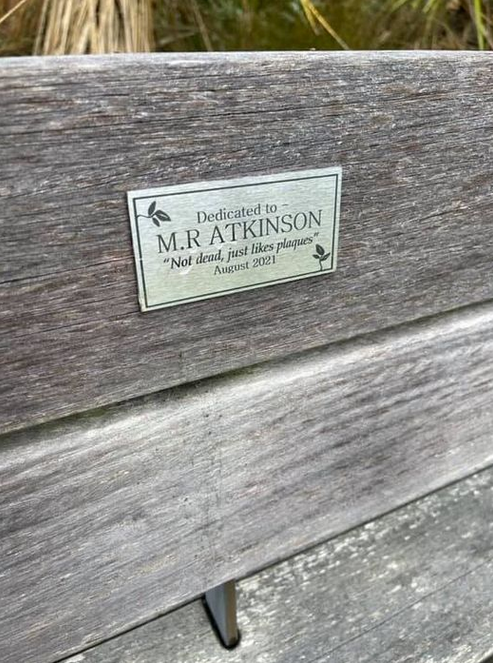 Dedicated to –
M.R ATKINSON
“Not dead, just likes plaques”
August 2021